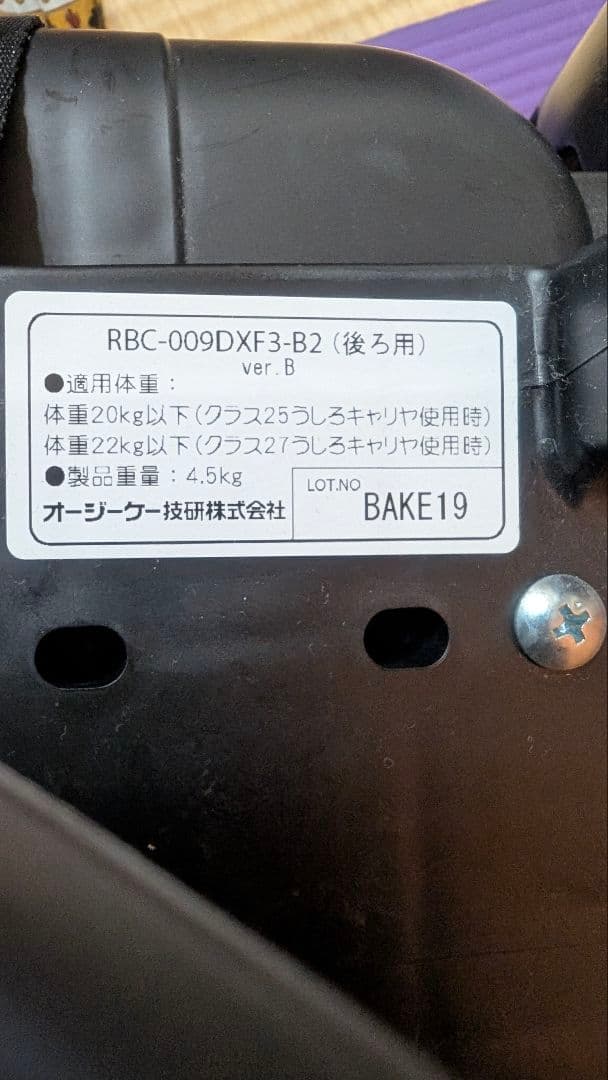 RBC-009DXF3-B2（後ろ用）
ver.B
●適用体重：
体重20kg以下（クラス25うしろキャリヤ使用時）
体重22kg以下（クラス27うしろキャリヤ使用時）
●製品重量：4.5kg
オージーケー技研株式会社
LOT.NO BAKE19